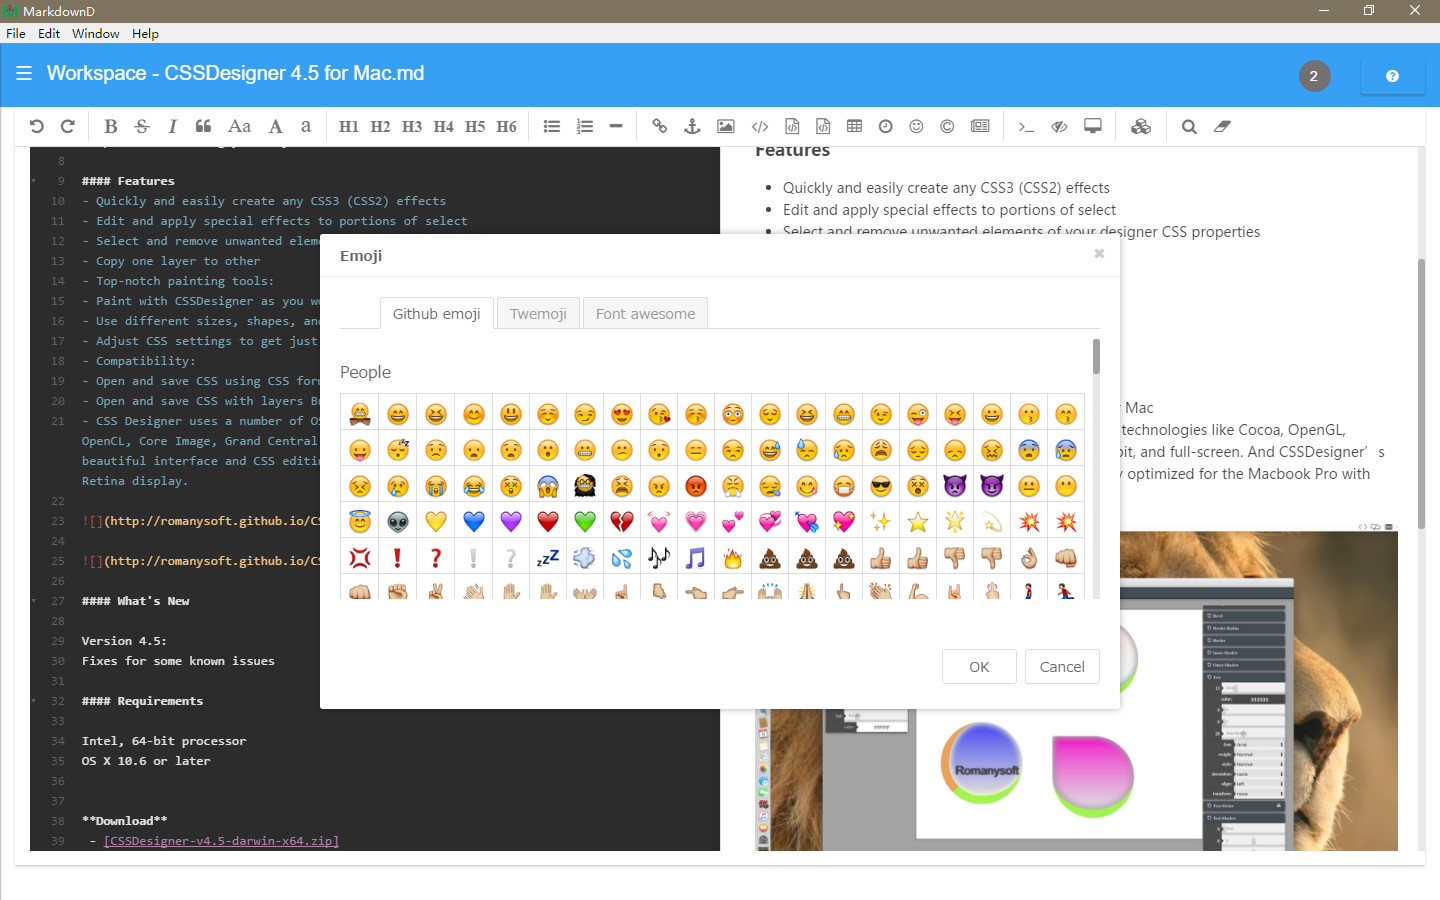 MarkdownD
File Edit Window Help
Workspace - CSSDesigner 4.5 for Mac.md
2
B S I Aa A a H1 H2 H3 H4 H5 H6
8
9 #### Features
10 - Quickly and easily create any CSS3 (CSS2) effects
11 - Edit and apply special effects to portions of select
12 - Select and remove unwanted elem
13 - Copy one layer to other
14 - Top-notch painting tools:
15 - Paint with CSSDesigner as you w
16 - Use different sizes, shapes, an
17 - Adjust CSS settings to get just
18 - Compatibility:
19 - Open and save CSS using CSS for
20 - Open and save CSS with layers B
21 - CSS Designer uses a number of OS
OpenCL, Core Image, Grand Central
beautiful interface and CSS editi
Retina display.
22
23 ![](http://romanysoft.github.io/CS
24
25 ![](http://romanysoft.github.io/CS
26
27 #### What's New
28
29 Version 4.5:
30 Fixes for some known issues
31
32 #### Requirements
33
34 Intel, 64-bit processor
35 OS X 10.6 or later
36
37
38 **Download**
39 - [CSSDesigner-v4.5-darwin-x64.zip]
Features
• Quickly and easily create any CSS3 (CSS2) effects
• Edit and apply special effects to portions of select
• Select and remove unwanted elements of your designer CSS properties
Mac
technologies like Cocoa, OpenGL,
bit, and full-screen. And CSSDesigner's
y optimized for the Macbook Pro with
Emoji
Github emoji
Twemoji
Font awesome
People
OK
Cancel
Romanysoft